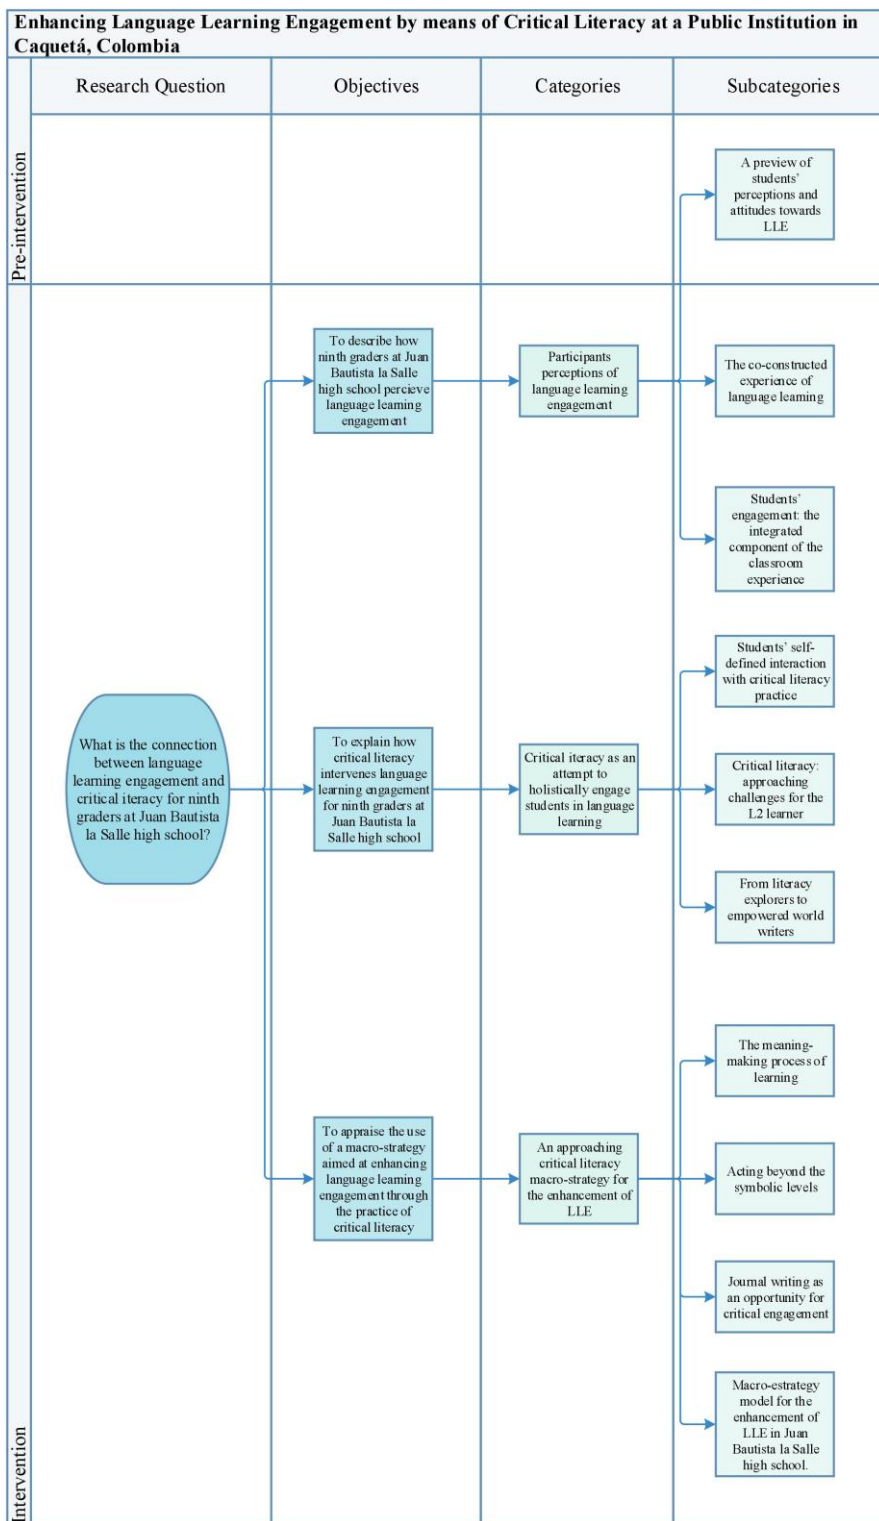 Enhancing Language Learning Engagement by means of Critical Literacy at a Public Institution in
Caquetá, Colombia
Research Question
Objectives
Categories
Subcategories
Pre-intervention
A preview of
students'
perceptions and
attitudes towards
LLE
To describe how
ninth graders at Juan
Bautista la Salle
high school percieve
language learning
engagement
Participants
perceptions of
language learning
engagement
The co-constructed
experience of
language learning
Students'
engagement: the
integrated
component of the
classroom
experience
Students' self-
defined interaction
with critical literacy
practice
What is the connection
between language
learning engagement and
critical iteracy for ninth
graders at Juan Bautista
la Salle high school?
To explain how
critical literacy
intervenes language
learning engagement
for ninth graders at
Juan Bautista la
Salle high school
Critical iteracy as an
attempt to
holistically engage
students in language
learning
Critical literacy:
approaching
challenges for the
L2 learner
From literacy
explorers to
empowered world
writers
The meaning-
making process of
learning
To appraise the use
of a macro-strategy
aimed at enhancing
language learning
engagement through
the practice of
critical literacy
An approaching
critical literacy
macro-strategy for
the enhancement of
LLE
Acting beyond the
symbolic levels
Journal writing as
an opportunity for
critical engagement
Macro-estrategy
model for the
enhancement of
LLE in Juan
Bautista la Salle
high school.
Intervention